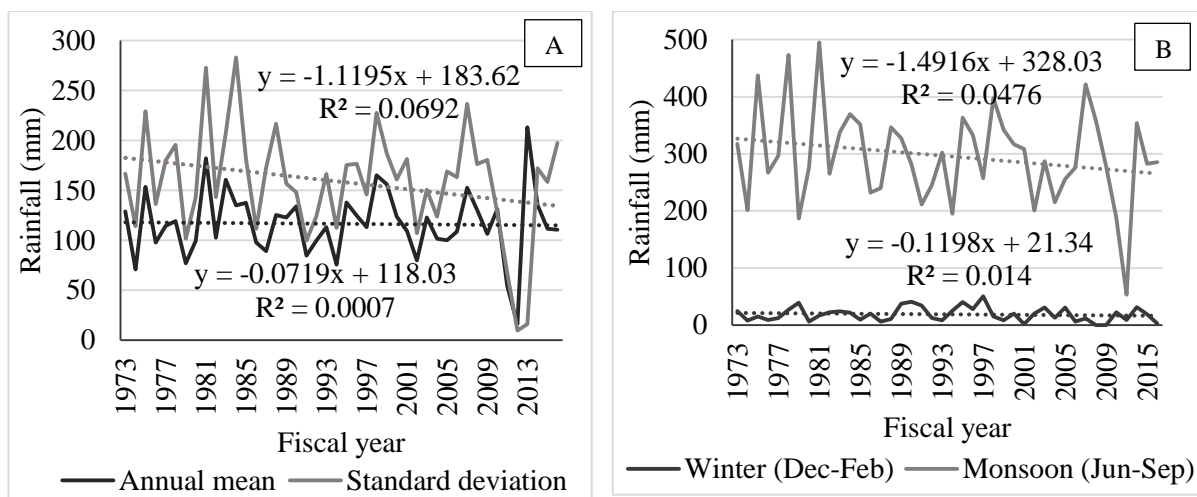 A
300
250
200
150
100
50
0
Rainfall (mm)
y = -1.1195x + 183.62
R² = 0.0692
y = -0.0719x + 118.03
R² = 0.0007
1973 1977 1981 1985 1989 1993 1997 2001 2005 2009 2013
Fiscal year
Annual mean Standard deviation
B
500
400
300
200
100
0
Rainfall (mm)
y = -1.4916x + 328.03
R² = 0.0476
y = -0.1198x + 21.34
R² = 0.014
1973 1977 1981 1985 1989 1993 1997 2001 2005 2009 2015
Fiscal year
Winter (Dec-Feb) Monsoon (Jun-Sep)